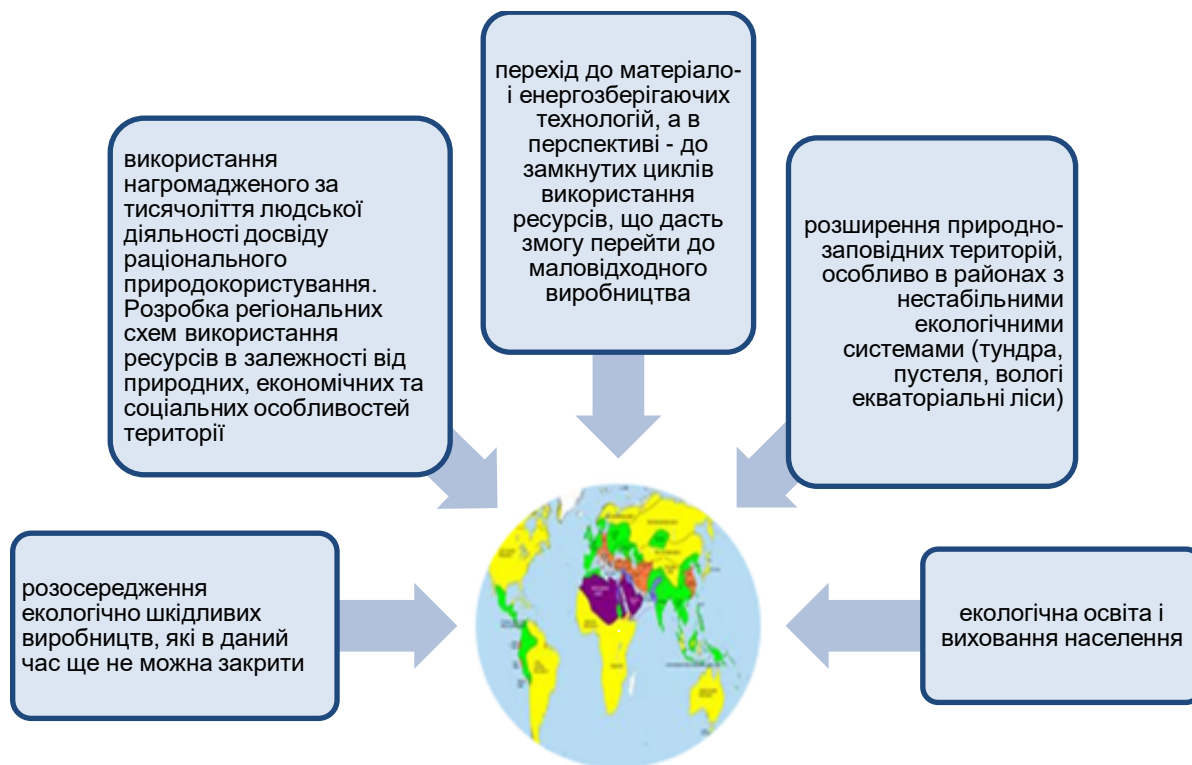 використання
нагромадженого за
тисячоліття людської
діяльності досвіду
раціонального
природокористування.
Розробка регіональних
схем використання
ресурсів в залежності від
природних, економічних та
соціальних особливостей
території
перехід до матеріало-
і енергозберігаючих
технологій, а в
перспективі - до
замкнутих циклів
використання
ресурсів, що дасть
змогу перейти до
маловідходного
виробництва
розширення природно-
заповідних територій,
особливо в районах з
нестабільними
екологічними
системами (тундра,
пустеля, вологі
екваторіальні ліси)
розосередження
екологічно шкідливих
виробництв, які в даний
час ще не можна закрити
екологічна освіта і
виховання населення